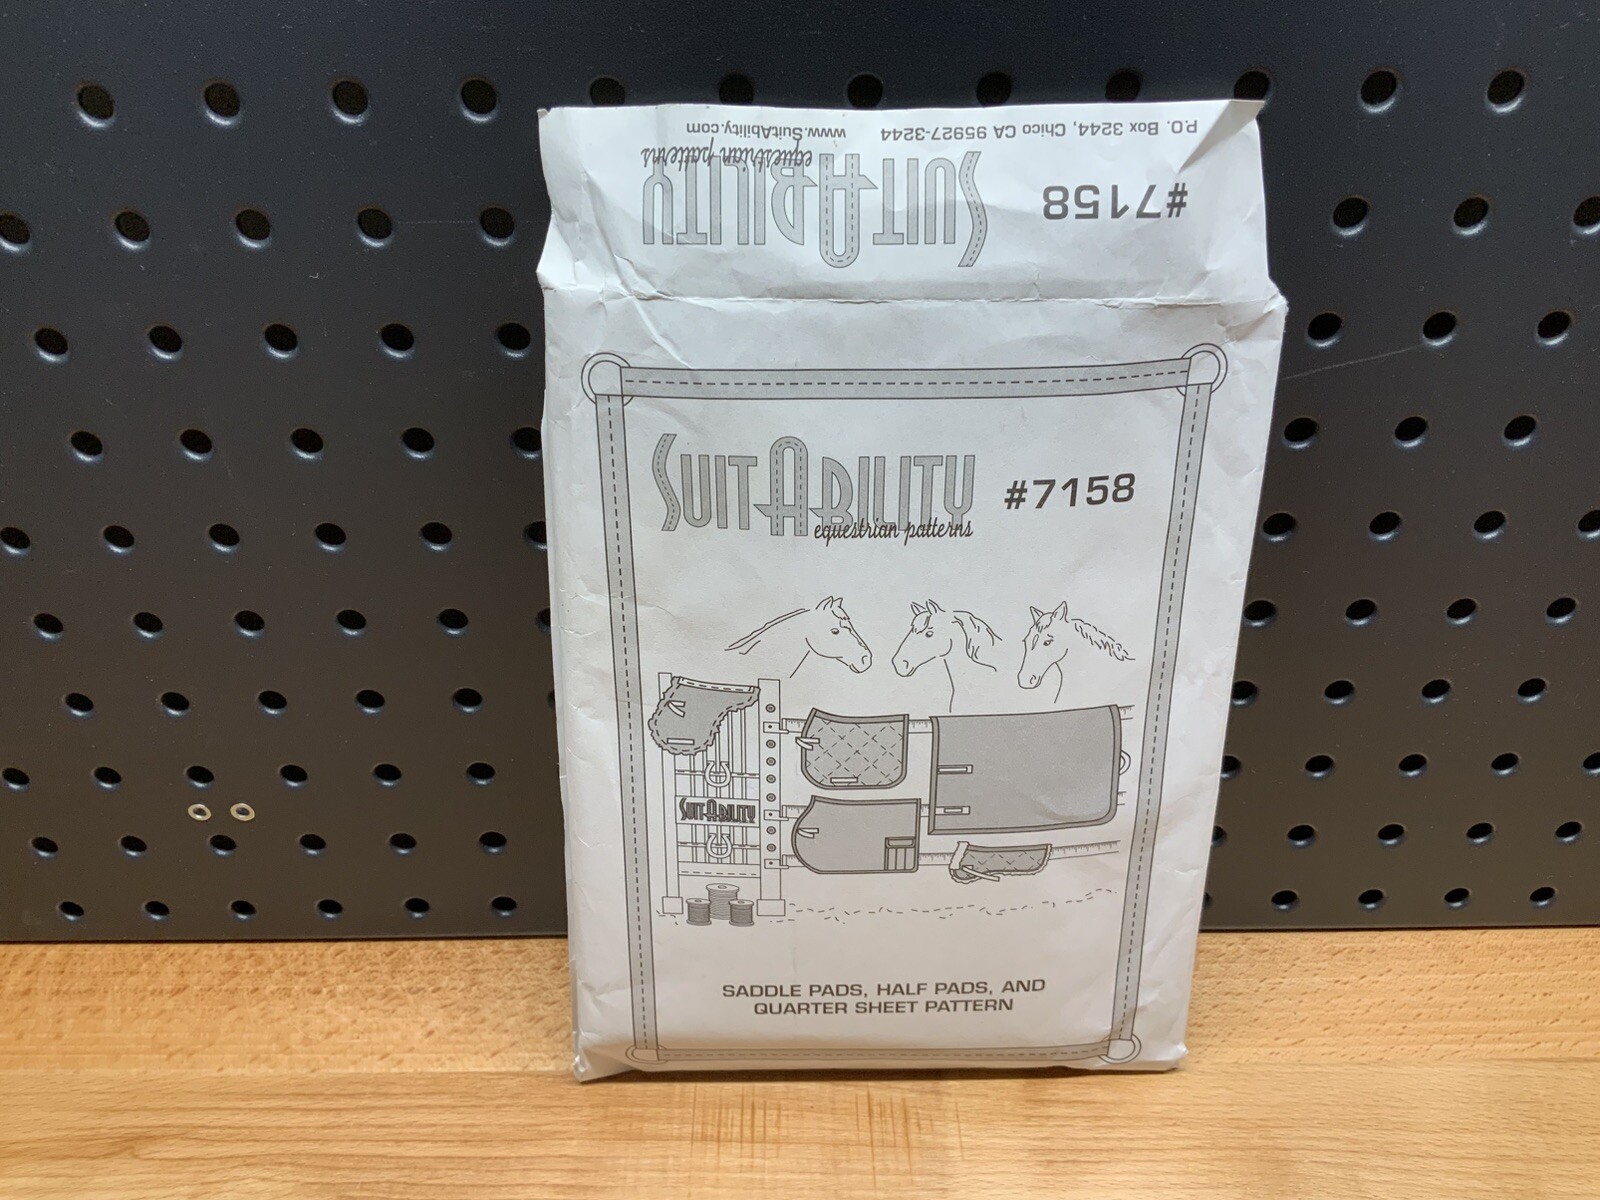 P.O. Box 3244, Chico CA 95927-3244 www.SuitAbility.com
#7158 SUITABILITY
equestrian patterns
SUITABILITY #7158
equestrian patterns
SUITABILITY
SADDLE PADS, HALF PADS, AND
QUARTER SHEET PATTERN